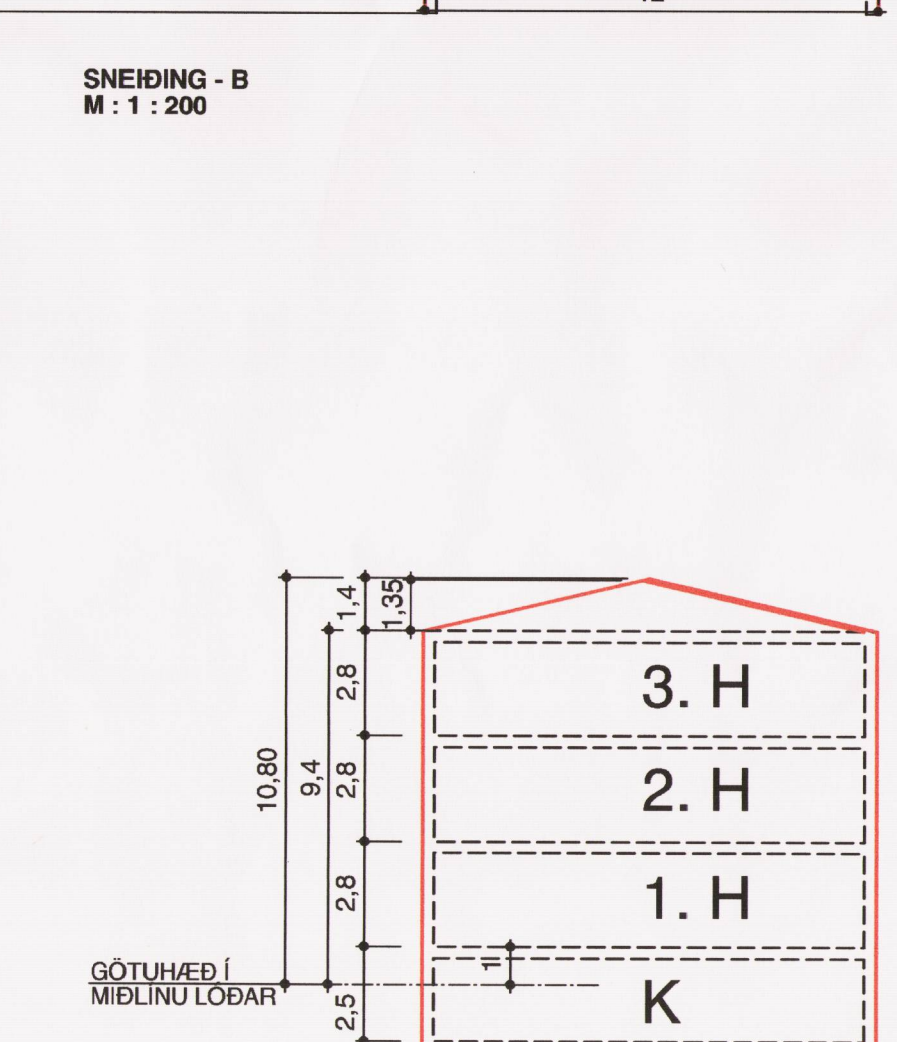 SNEIÐING - B
M : 1 : 200
1,4
1,35
3. H
2,8
10,80
9,4
2,8
2. H
2,8
1. H
1
GÖTUHÆÐ Í
MIÐLÍNU LÓÐAR
2,5
K